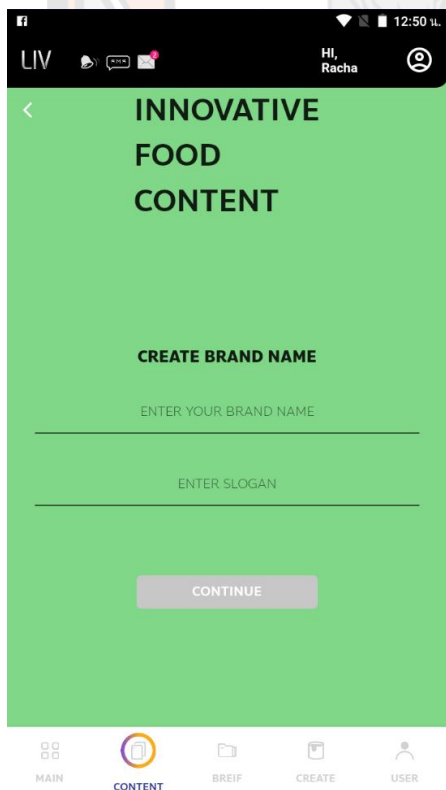 12:50 น.
LIV
HI,
Racha
INNOVATIVE
FOOD
CONTENT
CREATE BRAND NAME
ENTER YOUR BRAND NAME
ENTER SLOGAN
CONTINUE
MAIN
CONTENT
BREIF
CREATE
USER